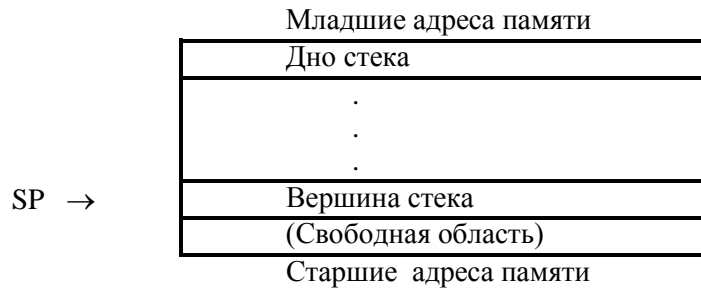 Младшие адреса памяти
Дно стека
.
.
.
SP → Вершина стека
(Свободная область)
Старшие адреса памяти